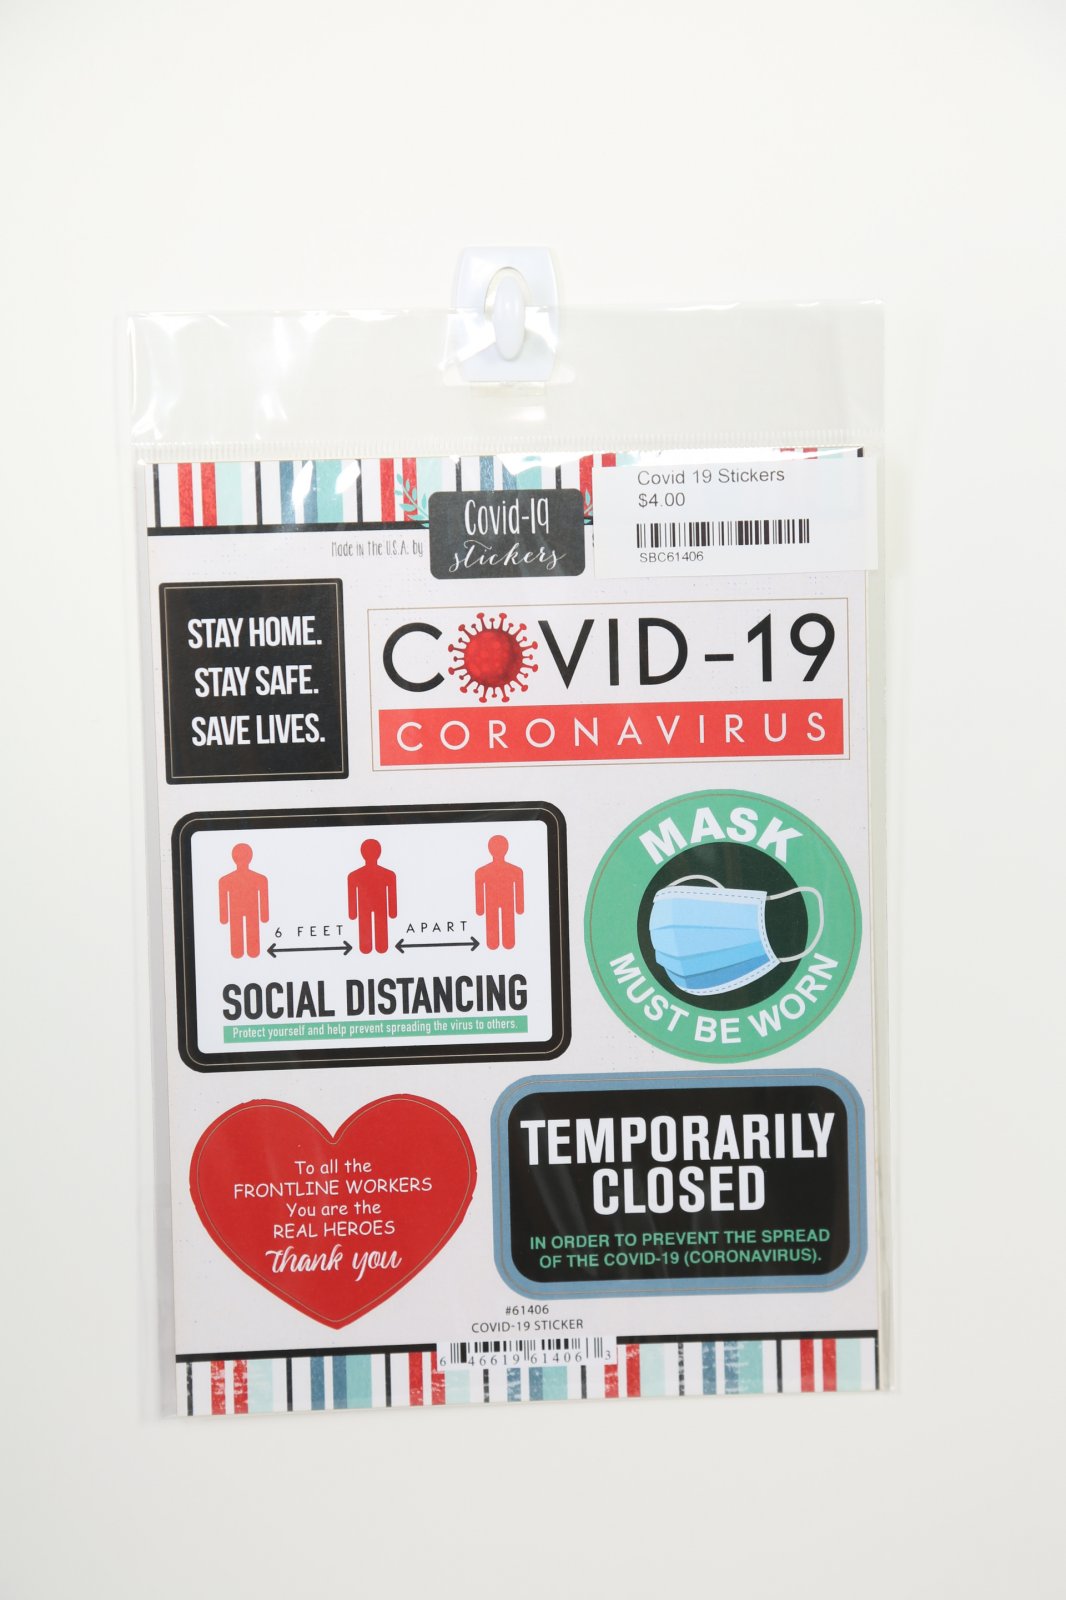 Covid 19 Stickers
$4.00
SBC61406
Covid-19
stickers
Made in the U.S.A. by
STAY HOME.
STAY SAFE.
SAVE LIVES.
COVID-19
CORONAVIRUS
6 FEET APART
SOCIAL DISTANCING
Protect yourself and help prevent spreading the virus to others.
MASK
MUST BE WORN
To all the
FRONTLINE WORKERS
You are the
REAL HEROES
thank you
TEMPORARILY
CLOSED
IN ORDER TO PREVENT THE SPREAD
OF THE COVID-19 (CORONAVIRUS).
#61406
COVID-19 STICKER
6 46619 61406 3